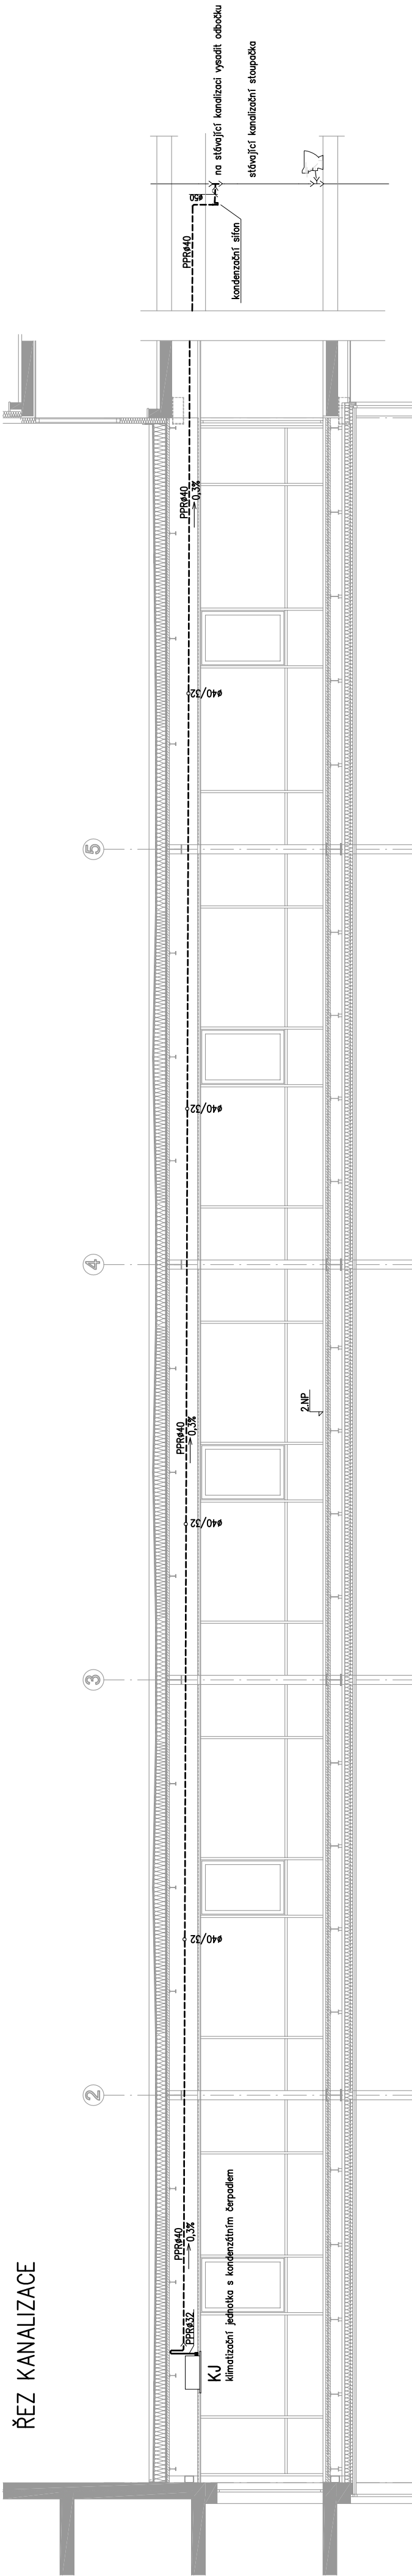 ŘEZ KANALIZACE
2
3
4
5
KJ
klimatizační jednotka s kondenzátním čerpadlem
PPRø32
PPRø40
0,3%
ø40/32
ø40/32
PPRø40
0,3%
2.NP
ø40/32
ø40/32
PPRø40
0,3%
PPRø40
ø50
kondenzační sifon
na stávající kanalizaci vysadit odbočku
stávající kanalizační stoupačka